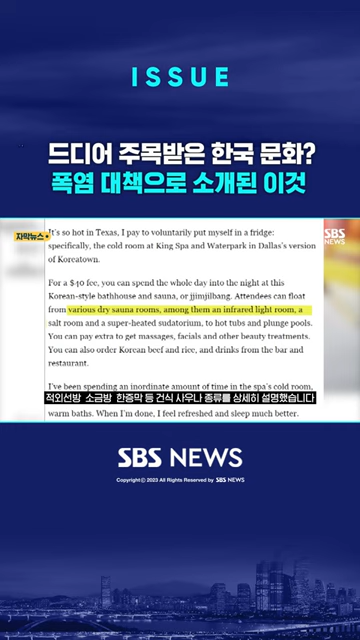 ISSUE
드디어 주목받은 한국 문화?
폭염 대책으로 소개된 이것
자막뉴스
SBS
It's so hot in Texas, I pay to voluntarily put myself in a fridge:
specifically, the cold room at King Spa and Waterpark in Dallas's version
of Koreatown.
For a $40 fee, you can spend the whole day into the night at this
Korean-style bathhouse and sauna, or jjimjilbang. Attendees can float
from various dry sauna rooms, among them an infrared light room, a
salt room and a super-heated sudatorium, to hot tubs and plunge pools.
You can pay extra to get massages, facials and other beauty treatments.
You can also order Korean beef and rice, and drinks from the bar and
restaurant.
I've been spending an inordinate amount of time in the spa's cold room,
적외선방 소금방 한증막 등 건식 사우나 종류를 상세히 설명했습니다
warm baths. When I'm done, I feel refreshed and sleep much better.
SBS NEWS
Copyright ⓒ 2023 All Rights Reserved by SBS NEWS